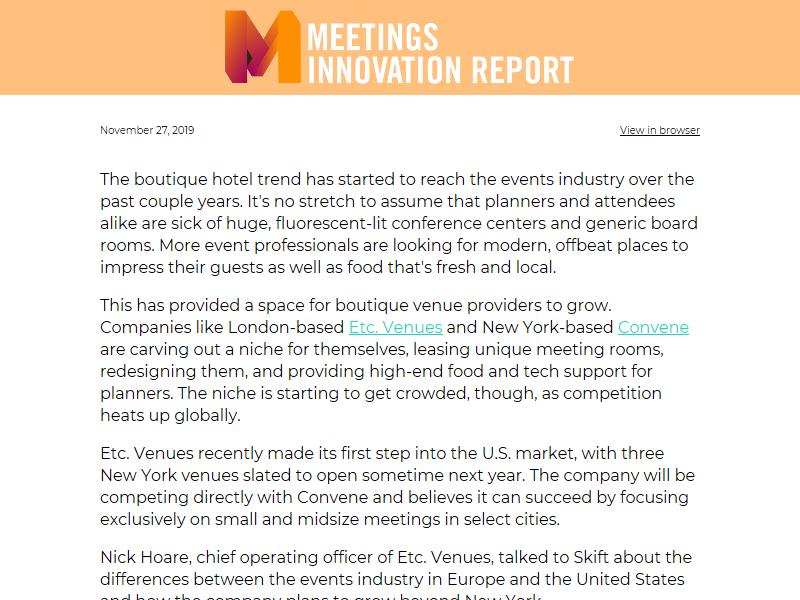 MEETINGS
INNOVATION REPORT
November 27, 2019
View in browser
The boutique hotel trend has started to reach the events industry over the
past couple years. It's no stretch to assume that planners and attendees
alike are sick of huge, fluorescent-lit conference centers and generic board
rooms. More event professionals are looking for modern, offbeat places to
impress their guests as well as food that's fresh and local.
This has provided a space for boutique venue providers to grow.
Companies like London-based Etc. Venues and New York-based Convene
are carving out a niche for themselves, leasing unique meeting rooms,
redesigning them, and providing high-end food and tech support for
planners. The niche is starting to get crowded, though, as competition
heats up globally.
Etc. Venues recently made its first step into the U.S. market, with three
New York venues slated to open sometime next year. The company will be
competing directly with Convene and believes it can succeed by focusing
exclusively on small and midsize meetings in select cities.
Nick Hoare, chief operating officer of Etc. Venues, talked to Skift about the
differences between the events industry in Europe and the United States
and how the company plans to grow beyond New York.